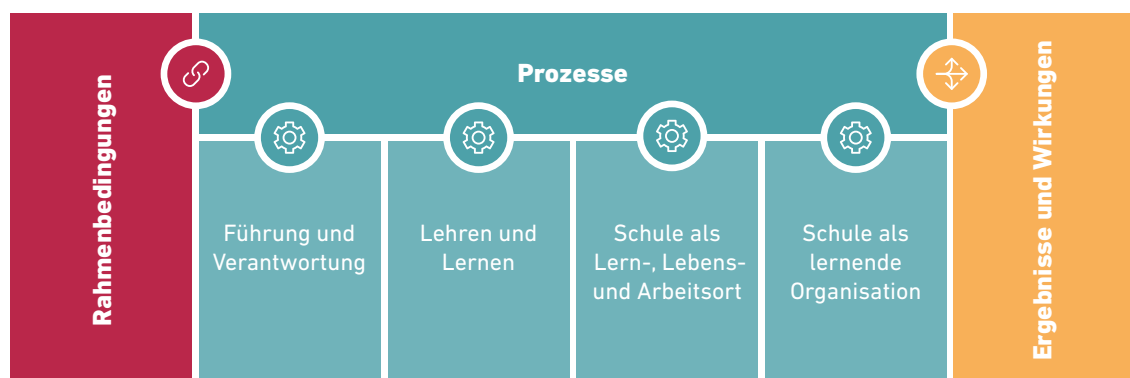 Rahmenbedingungen
Prozesse
Führung und
Verantwortung
Lehren und
Lernen
Schule als
Lern-, Lebens-
und Arbeitsort
Schule als
lernende
Organisation
Ergebnisse und Wirkungen